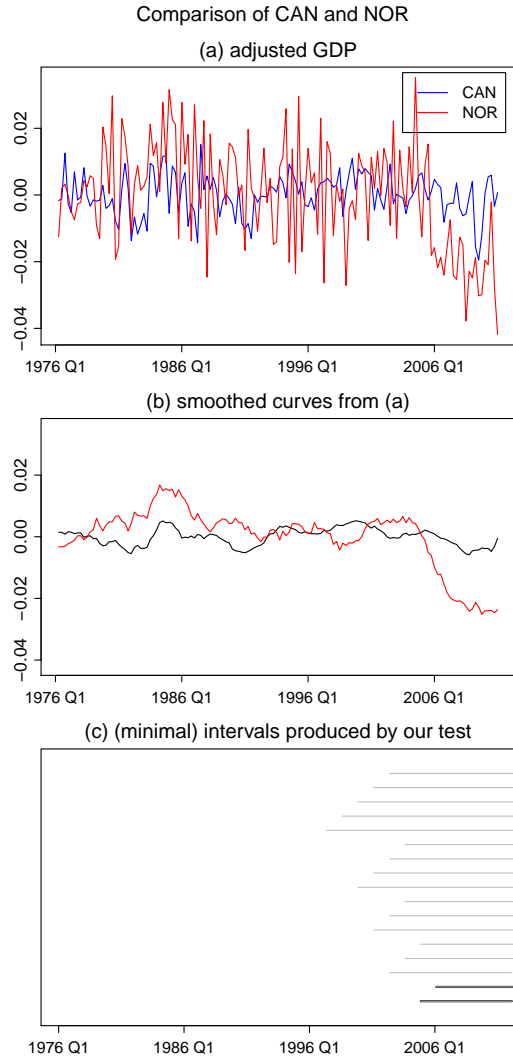 Comparison of CAN and NOR
(a) adjusted GDP
CAN
NOR
0.02
0.00
−0.02
−0.04
1976 Q1 1986 Q1 1996 Q1 2006 Q1
(b) smoothed curves from (a)
0.02
0.00
−0.02
−0.04
1976 Q1 1986 Q1 1996 Q1 2006 Q1
(c) (minimal) intervals produced by our test
1976 Q1 1986 Q1 1996 Q1 2006 Q1